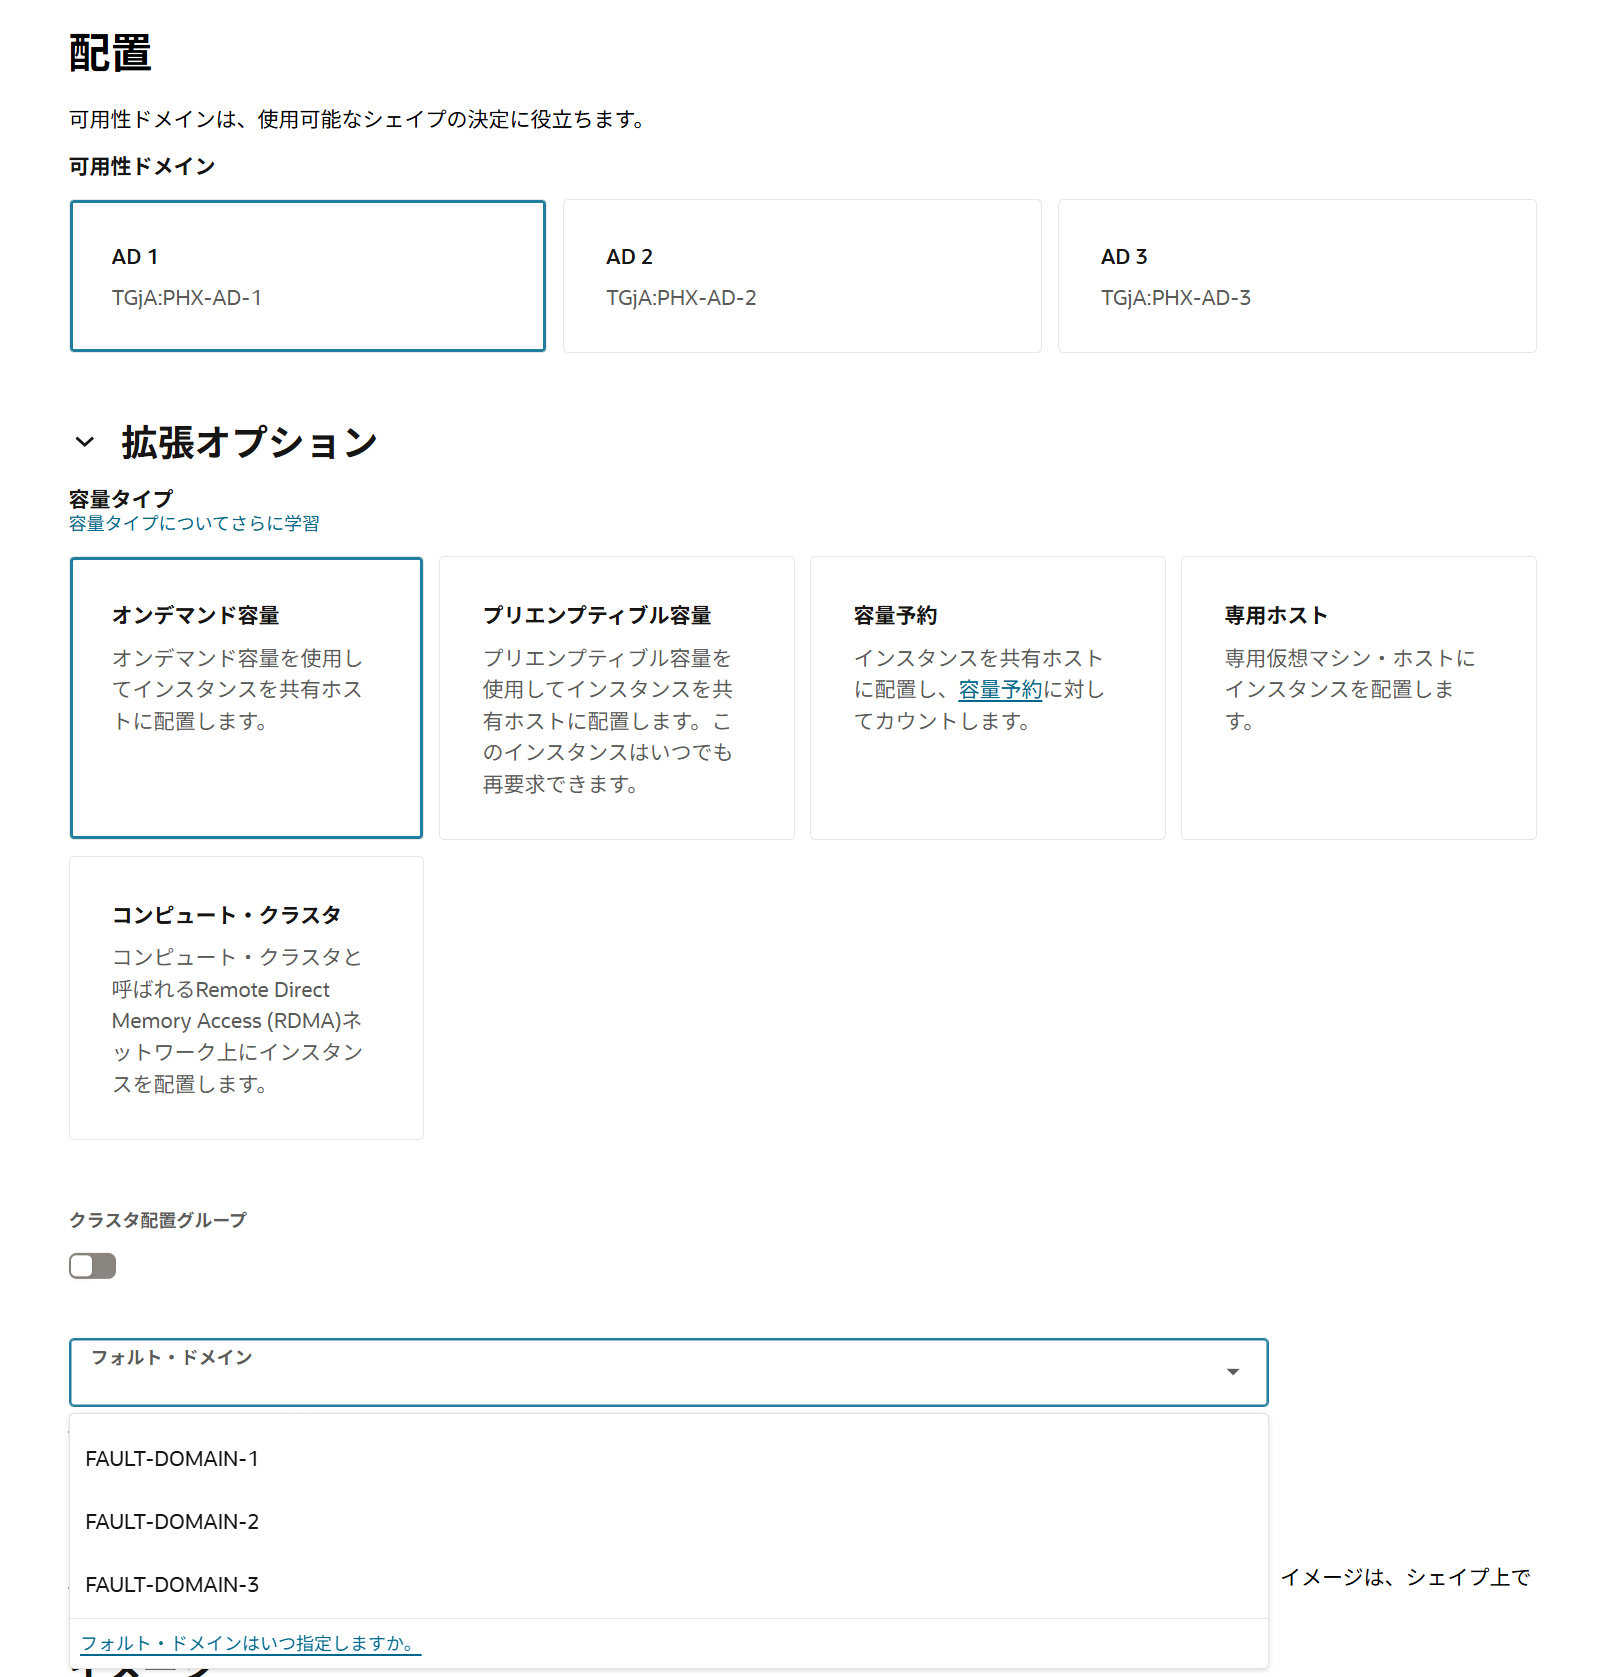 配置
可用性ドメインは、使用可能なシェイプの決定に役立ちます。
可用性ドメイン
AD 1
TGjA:PHX-AD-1
AD 2
TGjA:PHX-AD-2
AD 3
TGjA:PHX-AD-3
拡張オプション
容量タイプ
容量タイプについてさらに学習
オンデマンド容量
オンデマンド容量を使用し
てインスタンスを共有ホス
トに配置します。
プリエンプティブル容量
プリエンプティブル容量を
使用してインスタンスを共
有ホストに配置します。こ
のインスタンスはいつでも
再要求できます。
容量予約
インスタンスを共有ホスト
に配置し、容量予約に対し
てカウントします。
専用ホスト
専用仮想マシン・ホストに
インスタンスを配置しま
す。
コンピュート・クラスタ
コンピュート・クラスタと
呼ばれるRemote Direct
Memory Access (RDMA)ネ
ットワーク上にインスタン
スを配置します。
クラスタ配置グループ
フォルト・ドメイン
FAULT-DOMAIN-1
FAULT-DOMAIN-2
FAULT-DOMAIN-3
イメージは、シェイプ上で
フォルト・ドメインはいつ指定しますか。